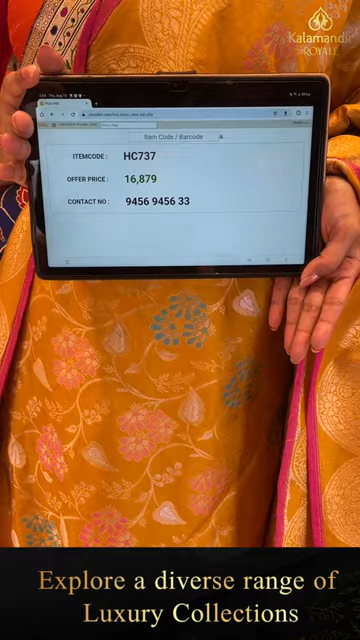 Kalamandir
ROYALE
Item Code / Barcode
ITEMCODE : HC737
OFFER PRICE : 16,879
CONTACT NO : 9456 9456 33
Explore a diverse range of
Luxury Collections